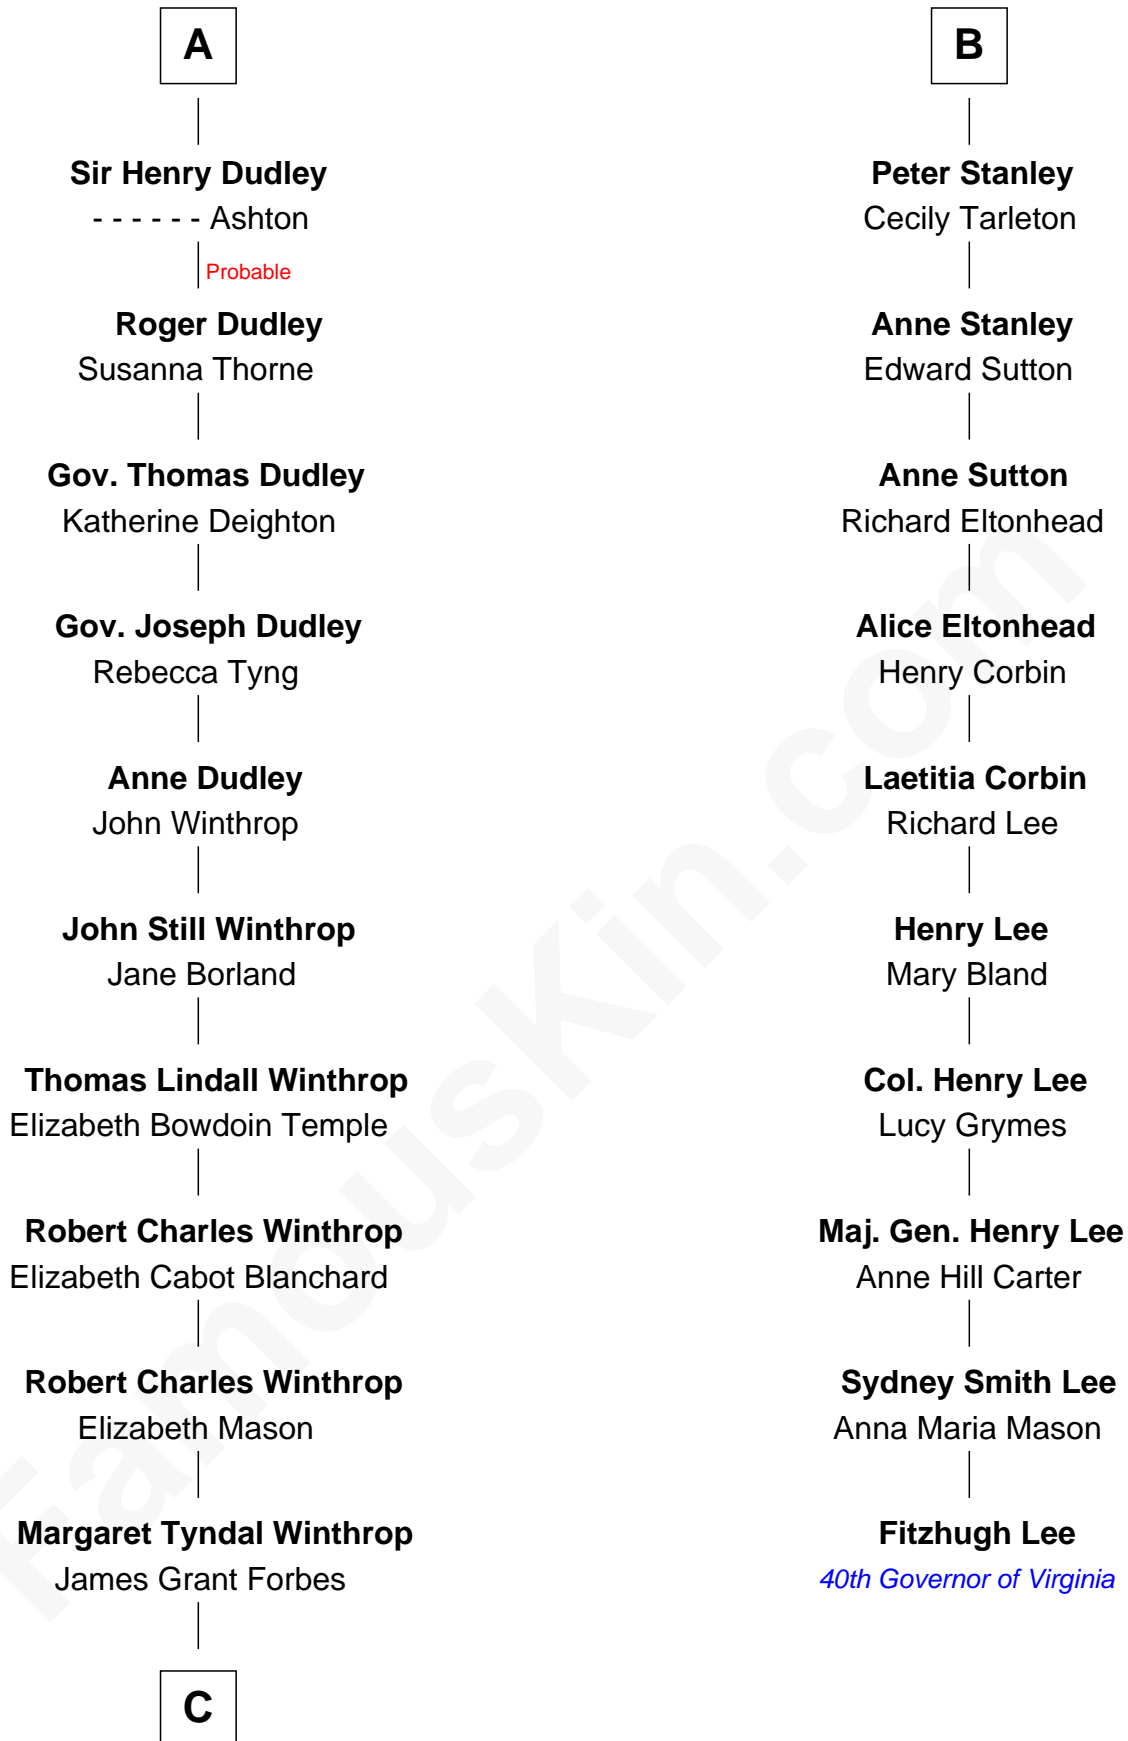 A
Sir Henry Dudley
- - - - - - Ashton
Probable
Roger Dudley
Susanna Thorne
Gov. Thomas Dudley
Katherine Deighton
Gov. Joseph Dudley
Rebecca Tyng
Anne Dudley
John Winthrop
John Still Winthrop
Jane Borland
Thomas Lindall Winthrop
Elizabeth Bowdoin Temple
Robert Charles Winthrop
Elizabeth Cabot Blanchard
Robert Charles Winthrop
Elizabeth Mason
Margaret Tyndal Winthrop
James Grant Forbes
C
B
Peter Stanley
Cecily Tarleton
Anne Stanley
Edward Sutton
Anne Sutton
Richard Eltonhead
Alice Eltonhead
Henry Corbin
Laetitia Corbin
Richard Lee
Henry Lee
Mary Bland
Col. Henry Lee
Lucy Grymes
Maj. Gen. Henry Lee
Anne Hill Carter
Sydney Smith Lee
Anna Maria Mason
Fitzhugh Lee
40th Governor of Virginia
FamousKin.com